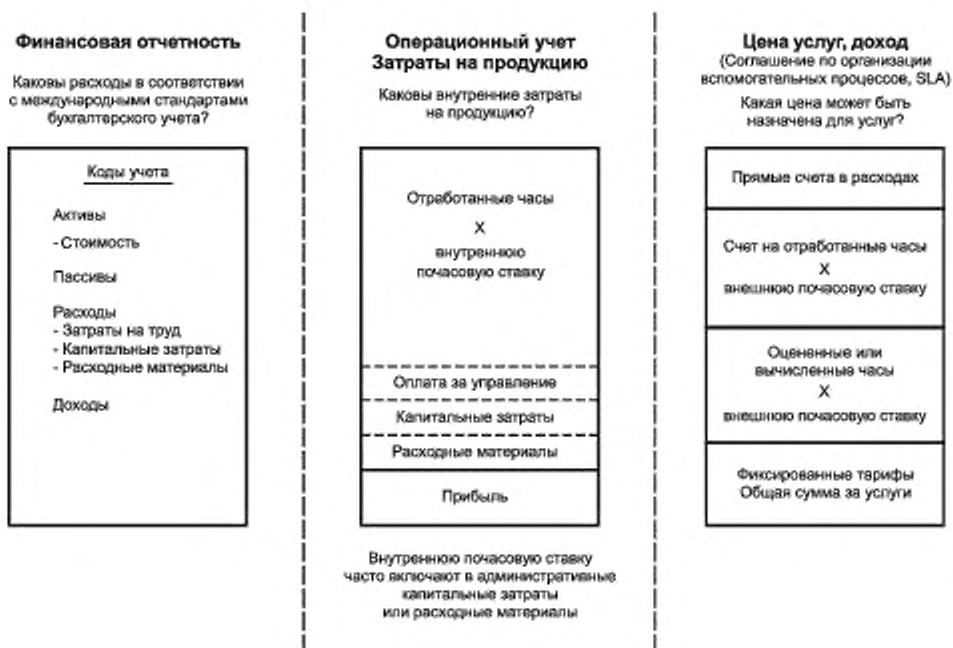 Финансовая отчетность
Каковы расходы в соответствии
с международными стандартами
бухгалтерского учета?
Коды учета
Активы
- Стоимость
Пассивы
Расходы
- Затраты на труд
- Капитальные затраты
- Расходные материалы
Доходы
Операционный учет
Затраты на продукцию
Каковы внутренние затраты
на продукцию?
Отработанные часы
X
внутреннюю
почасовую ставку
Оплата за управление
Капитальные затраты
Расходные материалы
Прибыль
Внутреннюю почасовую ставку
часто включают в административные
капитальные затраты
или расходные материалы
Цена услуг, доход
(Соглашение по организации
вспомогательных процессов, SLA)
Какая цена может быть
назначена для услуг?
Прямые счета в расходах
Счет на отработанные часы
X
внешнюю почасовую ставку
Оцененные или
вычисленные часы
X
внешнюю почасовую ставку
Фиксированные тарифы
Общая сумма за услуги